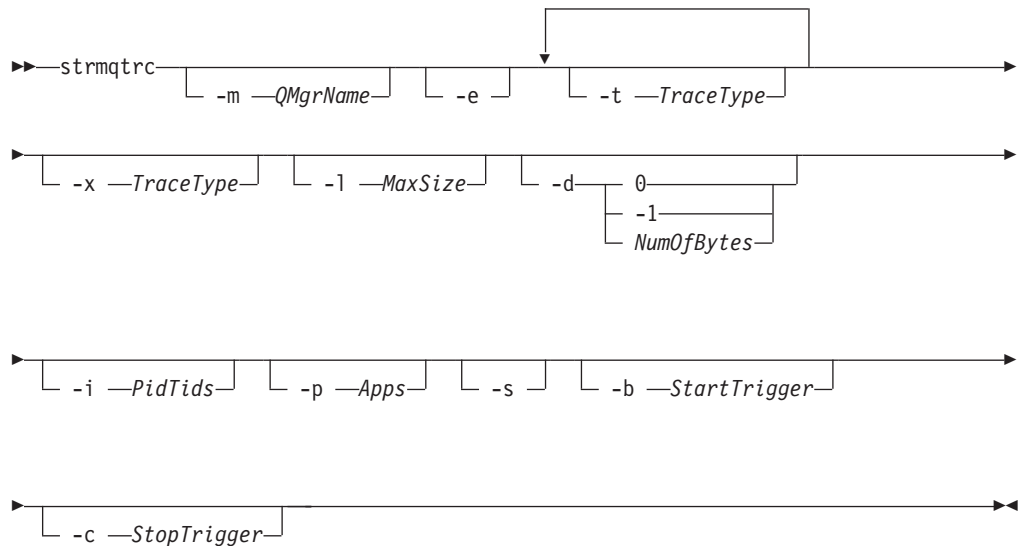 strmqtrc
-m QMgrName -e -t TraceType
-x TraceType -l MaxSize -d 0
-1
NumOfBytes
-i PidTids -p Apps -s -b StartTrigger
-c StopTrigger